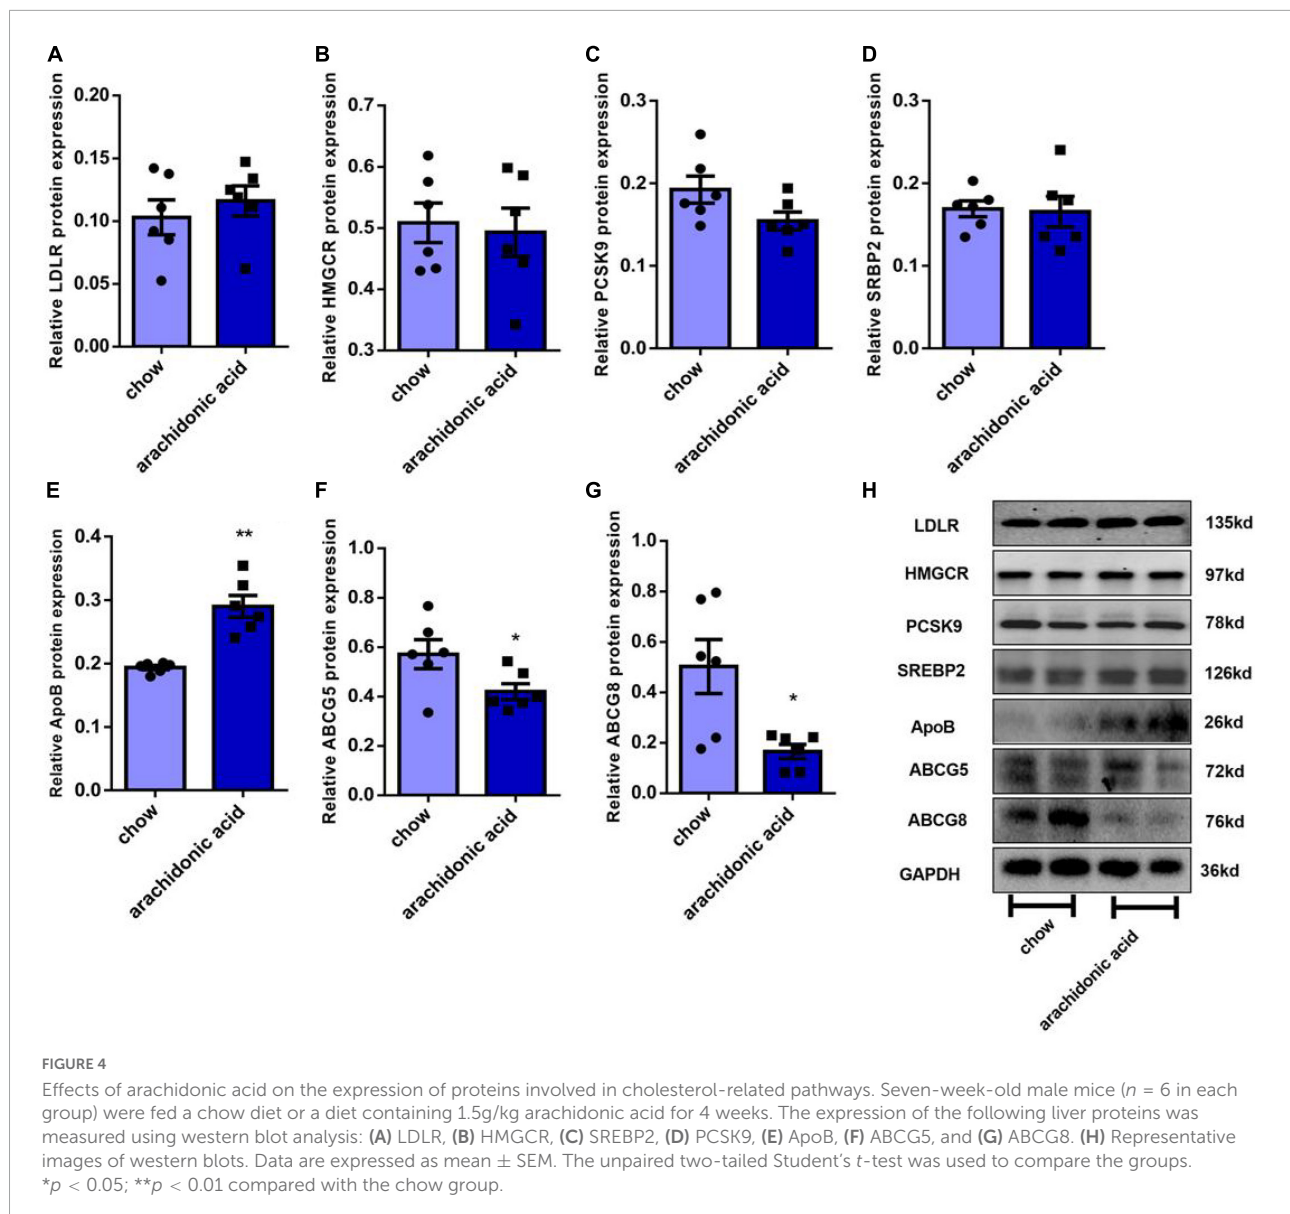 A
B
C
D
Relative LDLR protein expression
0.20
0.15
0.10
0.05
0.00
chow
arachidonic acid
Relative HMGCR protein expression
0.7
0.6
0.5
0.4
0.3
chow
arachidonic acid
Relative PCSK9 protein expression
0.3
0.2
0.1
0.0
chow
arachidonic acid
Relative SRBP2 protein expression
0.3
0.2
0.1
0.0
chow
arachidonic acid
E
F
G
H
Relative ApoB protein expression
0.4
0.3
0.2
0.1
0.0
**
chow
arachidonic acid
Relative ABCG5 protein expression
1.0
0.8
0.6
0.4
0.2
0.0
*
chow
arachidonic acid
Relative ABCG8 protein expression
1.0
0.8
0.6
0.4
0.2
0.0
*
chow
arachidonic acid
LDLR 135kd
HMGCR 97kd
PCSK9 78kd
SREBP2 126kd
ApoB 26kd
ABCG5 72kd
ABCG8 76kd
GAPDH 36kd
chow
arachidonic acid
FIGURE 4
Effects of arachidonic acid on the expression of proteins involved in cholesterol-related pathways. Seven-week-old male mice (n = 6 in each
group) were fed a chow diet or a diet containing 1.5g/kg arachidonic acid for 4 weeks. The expression of the following liver proteins was
measured using western blot analysis: (A) LDLR, (B) HMGCR, (C) SREBP2, (D) PCSK9, (E) ApoB, (F) ABCG5, and (G) ABCG8. (H) Representative
images of western blots. Data are expressed as mean ± SEM. The unpaired two-tailed Student's t-test was used to compare the groups.
*p < 0.05; **p < 0.01 compared with the chow group.